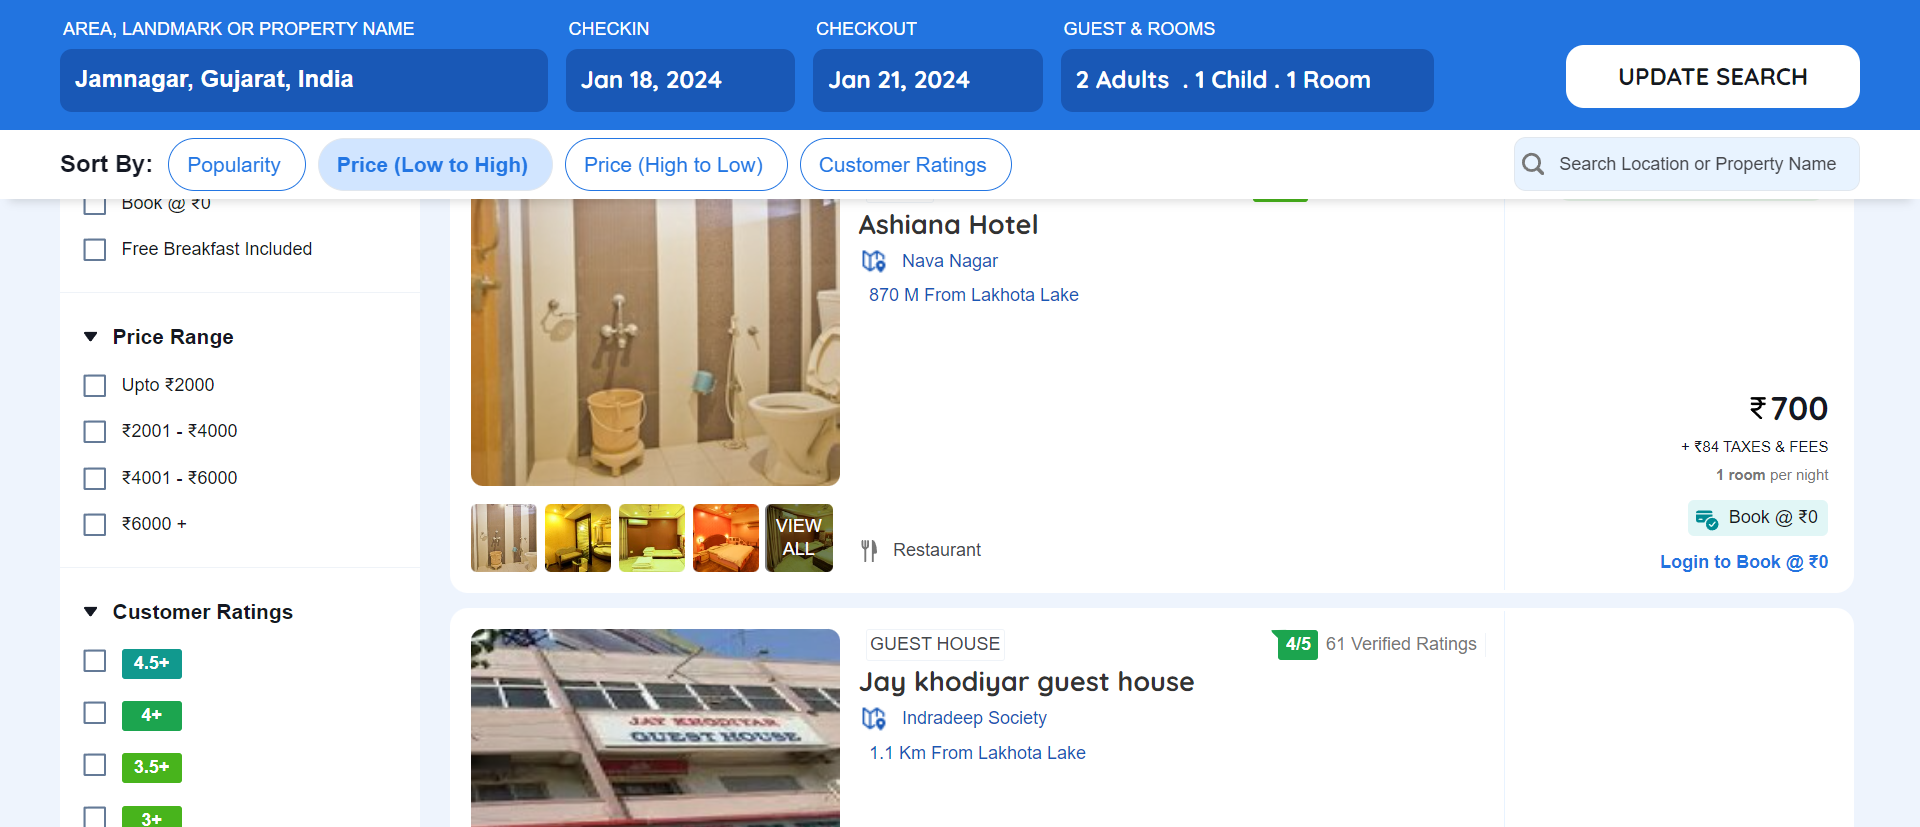 AREA, LANDMARK OR PROPERTY NAME
CHECKIN
CHECKOUT
GUEST & ROOMS
Jamnagar, Gujarat, India
Jan 18, 2024
Jan 21, 2024
2 Adults . 1 Child . 1 Room
UPDATE SEARCH
Sort By:
Popularity
Price (Low to High)
Price (High to Low)
Customer Ratings
Search Location or Property Name
Book @ ₹0
Free Breakfast Included
Price Range
Upto ₹2000
₹2001 - ₹4000
₹4001 - ₹6000
₹6000 +
Customer Ratings
4.5+
4+
3.5+
3+
Ashiana Hotel
Nava Nagar
870 M From Lakhota Lake
VIEW
ALL
Restaurant
₹700
+ ₹84 TAXES & FEES
1 room per night
Book @ ₹0
Login to Book @ ₹0
JAY KHODIYAR
GUEST HOUSE
GUEST HOUSE
4/5
61 Verified Ratings
Jay khodiyar guest house
Indradeep Society
1.1 Km From Lakhota Lake